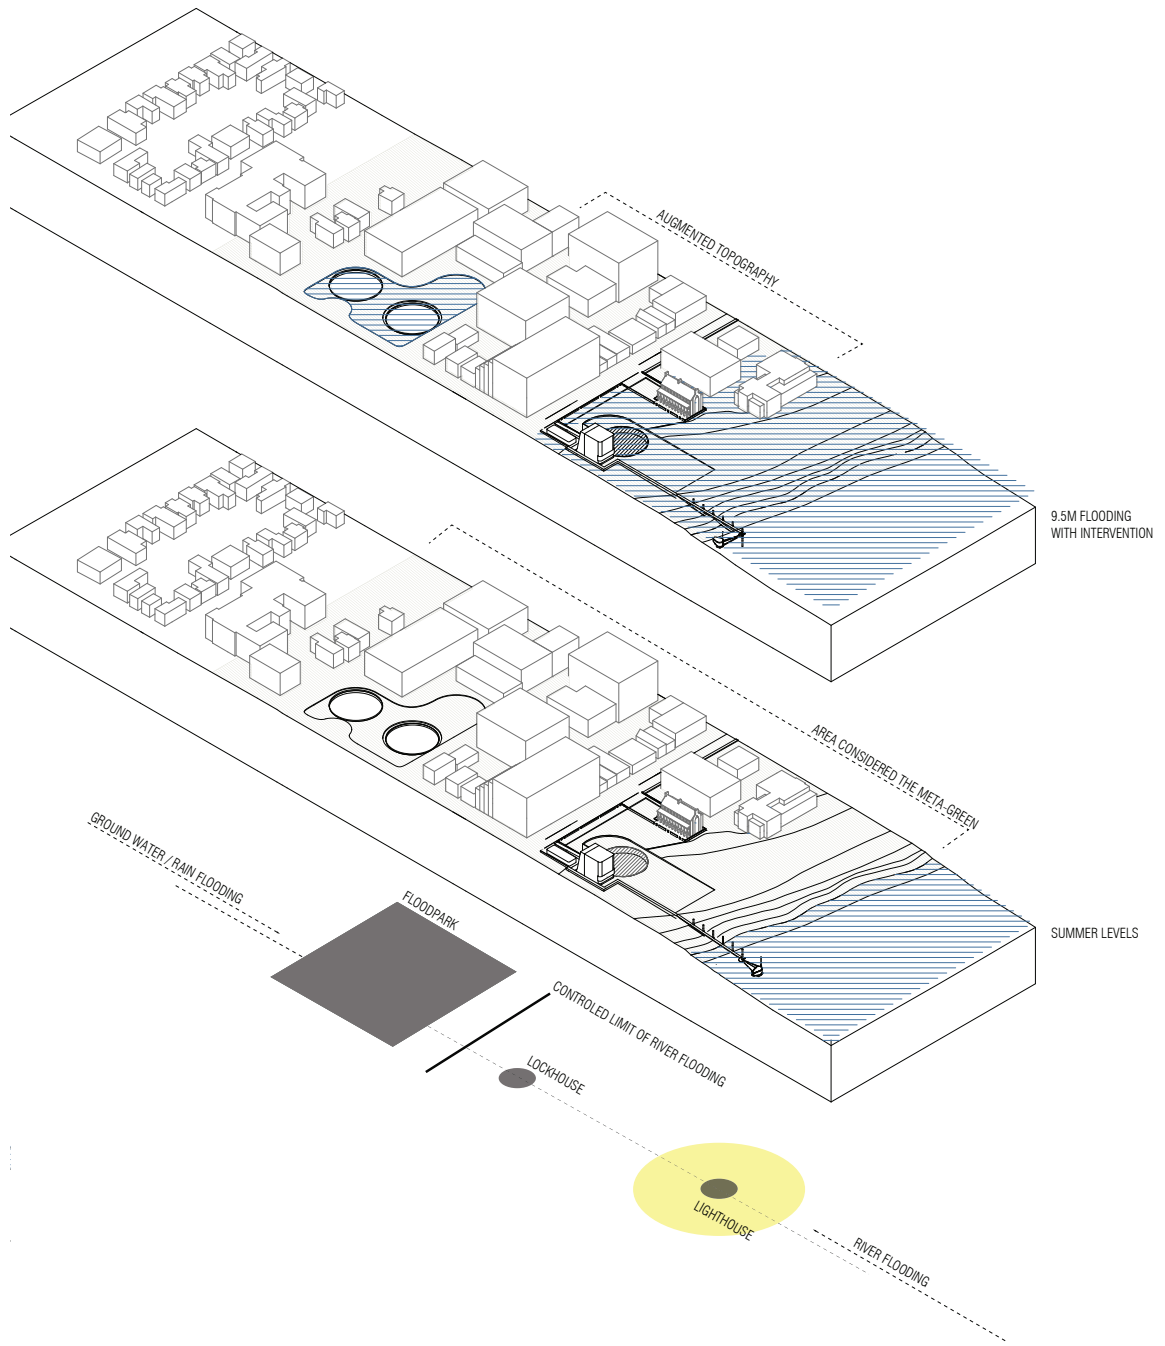 AUGMENTED TOPOGRAPHY
9.5M FLOODING
WITH INTERVENTION
AREA CONSIDERED THE META-GREEN
SUMMER LEVELS
GROUND WATER / RAIN FLOODING
FLOODPARK
CONTROLED LIMIT OF RIVER FLOODING
LOCKHOUSE
LIGHTHOUSE
RIVER FLOODING